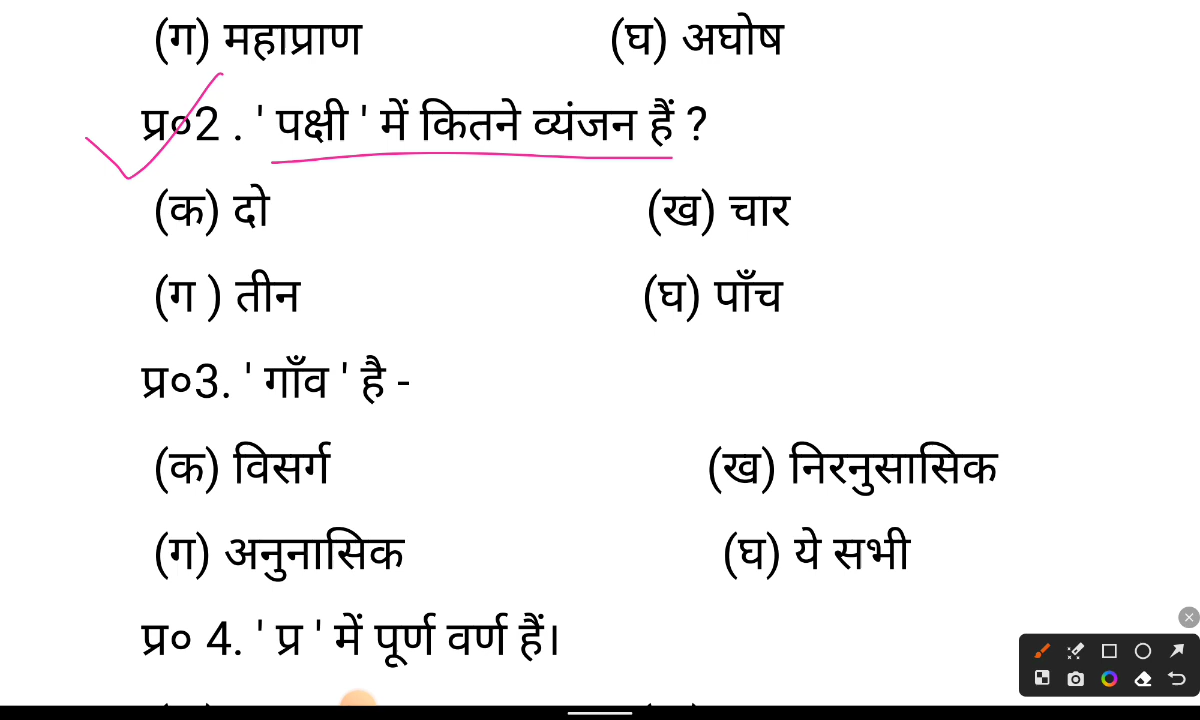 (ग) महाप्राण (घ) अघोष
प्र०2 . ' पक्षी ' में कितने व्यंजन हैं ?
(क) दो (ख) चार
(ग ) तीन (घ) पाँच
प्र०3. ' गाँव ' है -
(क) विसर्ग (ख) निरनुसासिक
(ग) अनुनासिक (घ) ये सभी
प्र० 4. ' प्र ' में पूर्ण वर्ण हैं।